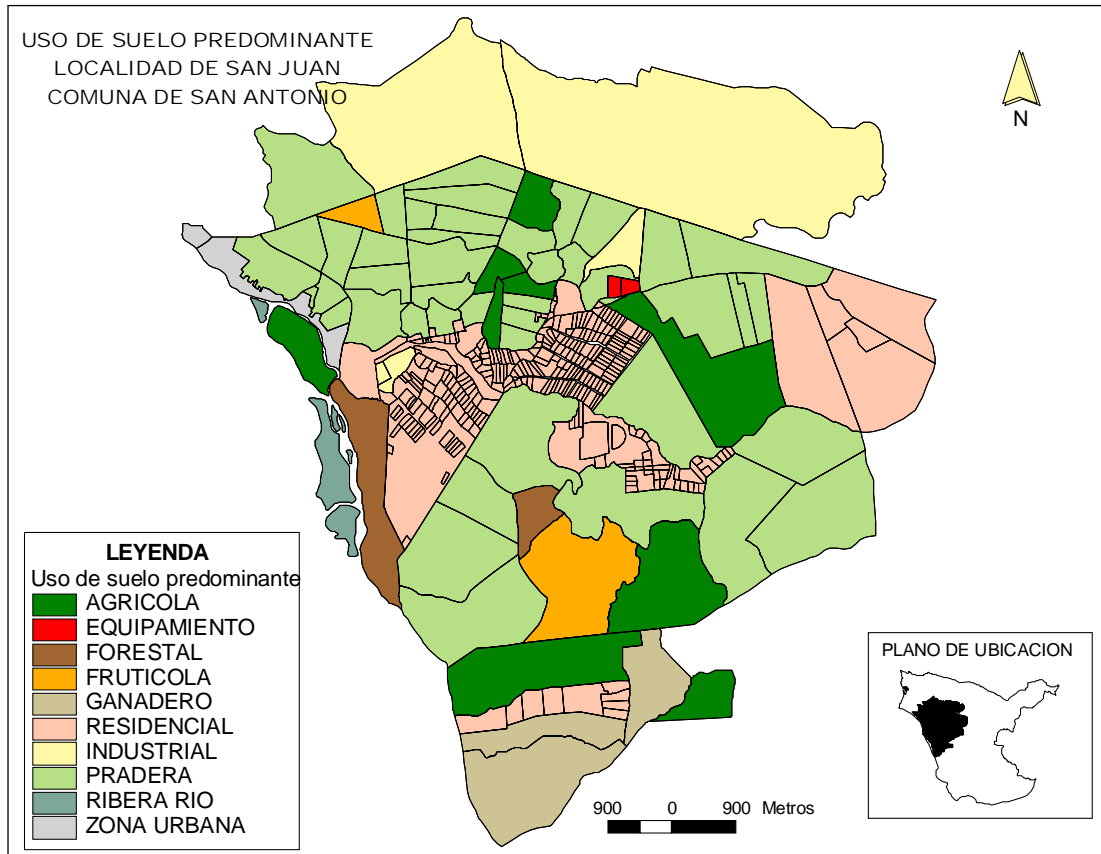 USO DE SUELO PREDOMINANTE
LOCALIDAD DE SAN JUAN
COMUNA DE SAN ANTONIO
N
LEYENDA
Uso de suelo predominante
AGRICOLA
EQUIPAMIENTO
FORESTAL
FRUTICOLA
GANADERO
RESIDENCIAL
INDUSTRIAL
PRADERA
RIBERA RIO
ZONA URBANA
900 0 900 Metros
PLANO DE UBICACION